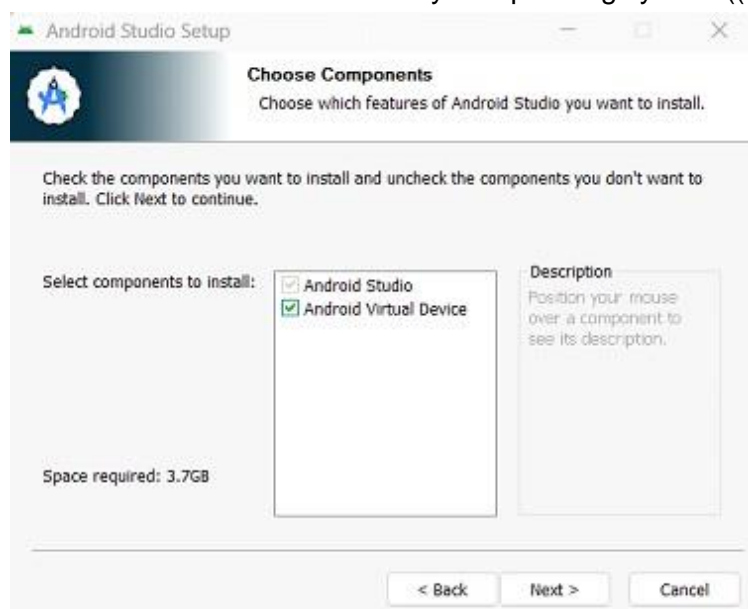 Android Studio Setup
Choose Components
Choose which features of Android Studio you want to install.
Check the components you want to install and uncheck the components you don't want to
install. Click Next to continue.
Select components to install:
Android Studio
Android Virtual Device
Description
Position your mouse
over a component to
see its description.
Space required: 3.7GB
< Back
Next >
Cancel